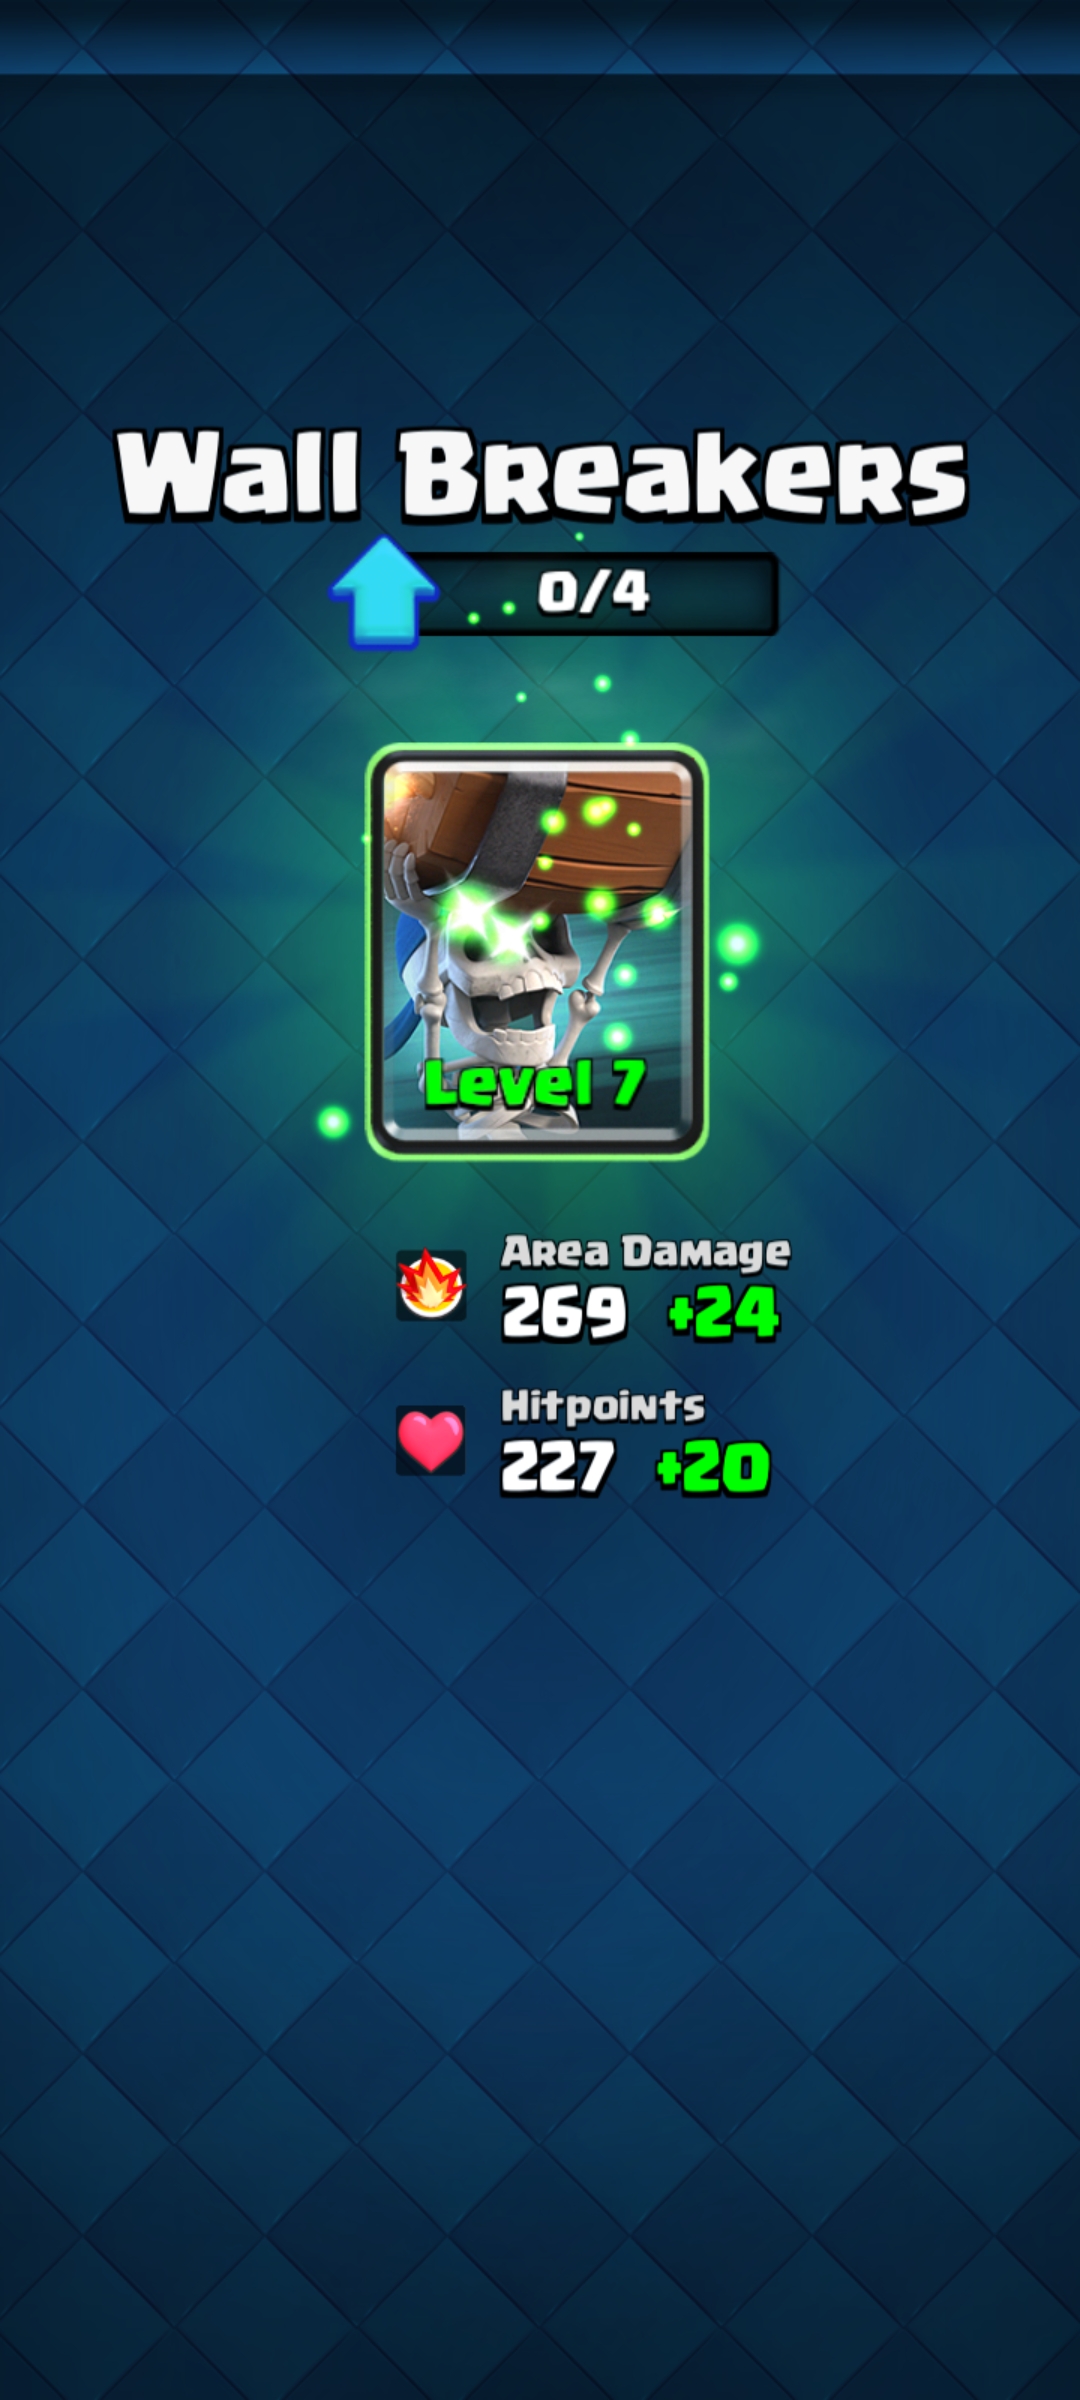 Wall Breakers
0/4
Level 7
Area Damage
269 +24
Hitpoints
227 +20